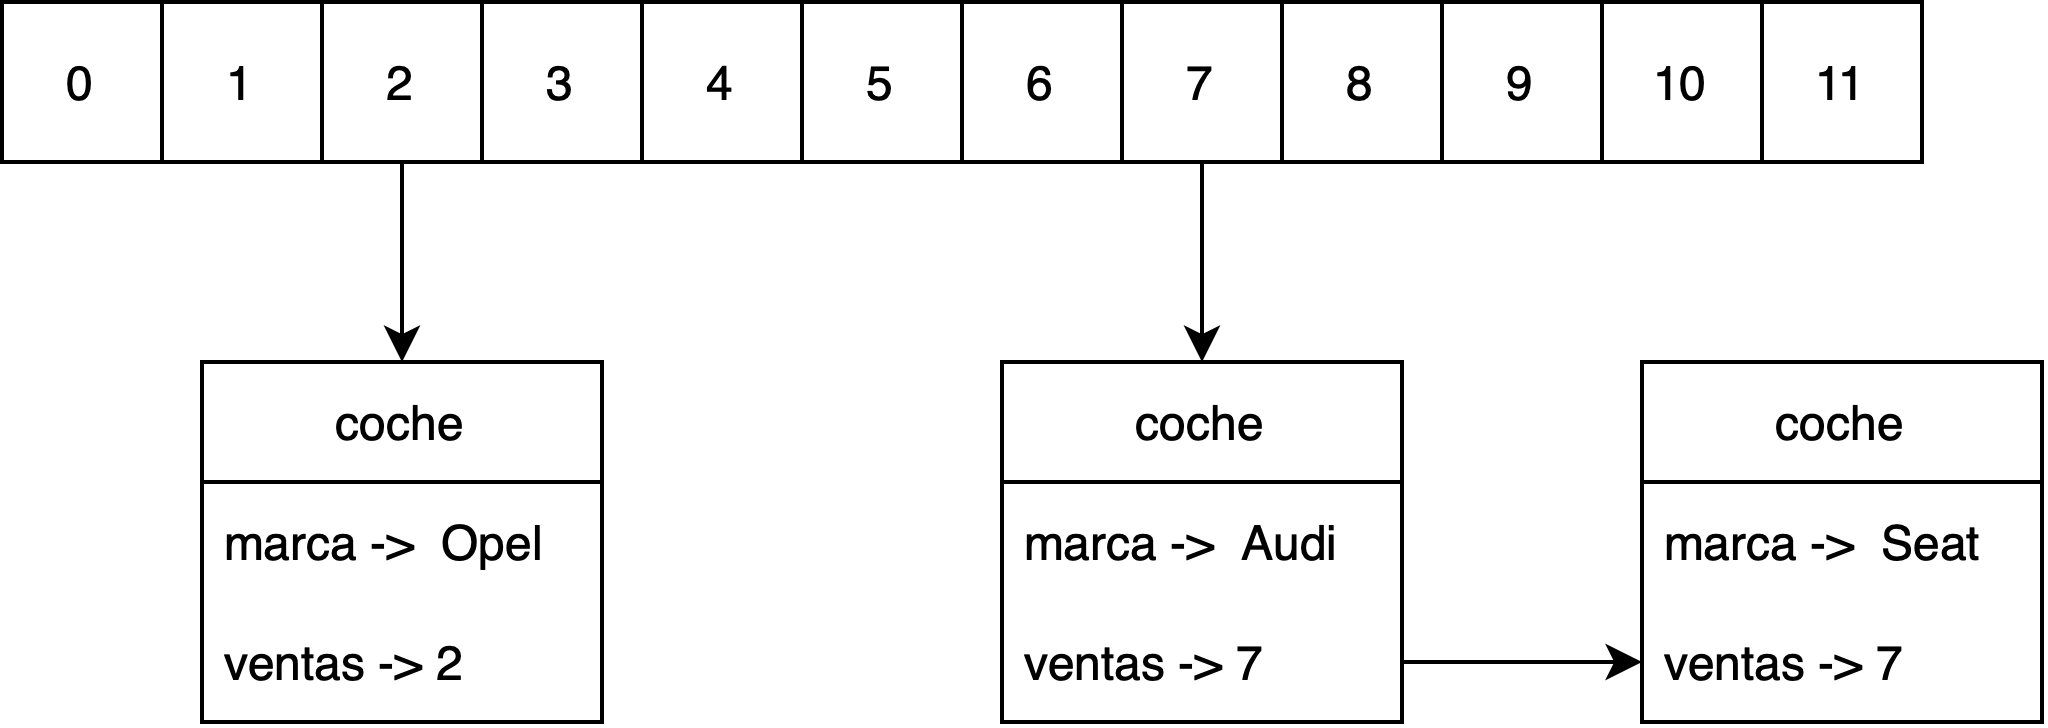 0 1 2 3 4 5 6 7 8 9 10 11
coche coche coche
marca -> Opel marca -> Audi marca -> Seat
ventas -> 2 ventas -> 7 ventas -> 7